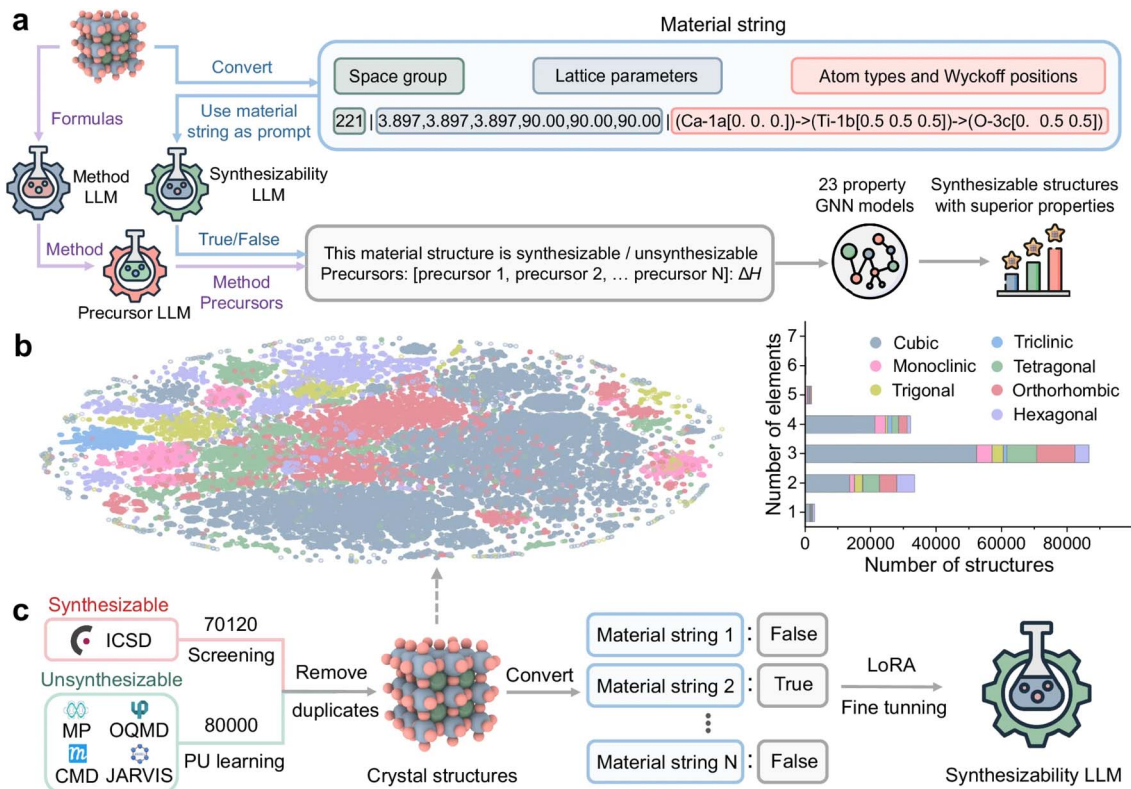 a
Material string
Convert
Space group
Lattice parameters
Atom types and Wyckoff positions
Formulas
Use material
string as prompt
221 | 3.897,3.897,3.897,90.00,90.00,90.00 | (Ca-1a[0. 0. 0.])->(Ti-1b[0.5 0.5 0.5])->(O-3c[0. 0.5 0.5])
Method
LLM
Synthesizability
LLM
23 property
GNN models
Synthesizable structures
with superior properties
Method
True/False
This material structure is synthesizable / unsynthesizable
Precursors: [precursor 1, precursor 2, … precursor N]: ΔH
Method
Precursors
Precursor LLM
b
Number of elements
7
6
5
4
3
2
1
Cubic
Monoclinic
Trigonal
Triclinic
Tetragonal
Orthorhombic
Hexagonal
0 20000 40000 60000 80000
Number of structures
c
Synthesizable
ICSD
70120
Screening
Unsynthesizable
MP
OQMD
CMD
JARVIS
80000
PU learning
Remove
duplicates
Crystal structures
Convert
Material string 1 : False
Material string 2 : True
Material string N : False
LoRA
Fine tunning
Synthesizability LLM